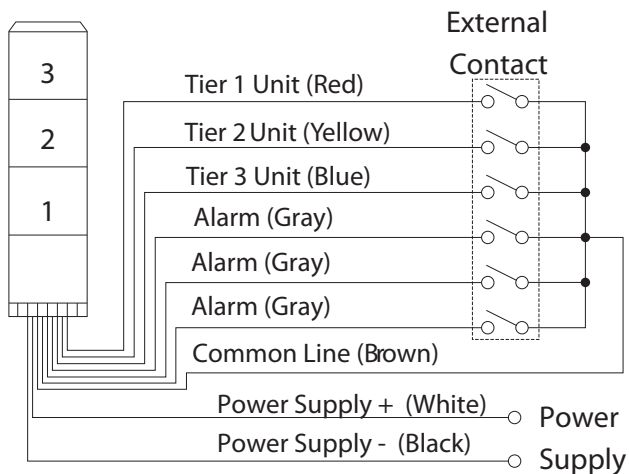 External
Contact
3
2
1
Tier 1 Unit (Red)
Tier 2 Unit (Yellow)
Tier 3 Unit (Blue)
Alarm (Gray)
Alarm (Gray)
Alarm (Gray)
Common Line (Brown)
Power Supply + (White)
Power Supply - (Black)
Power
Supply